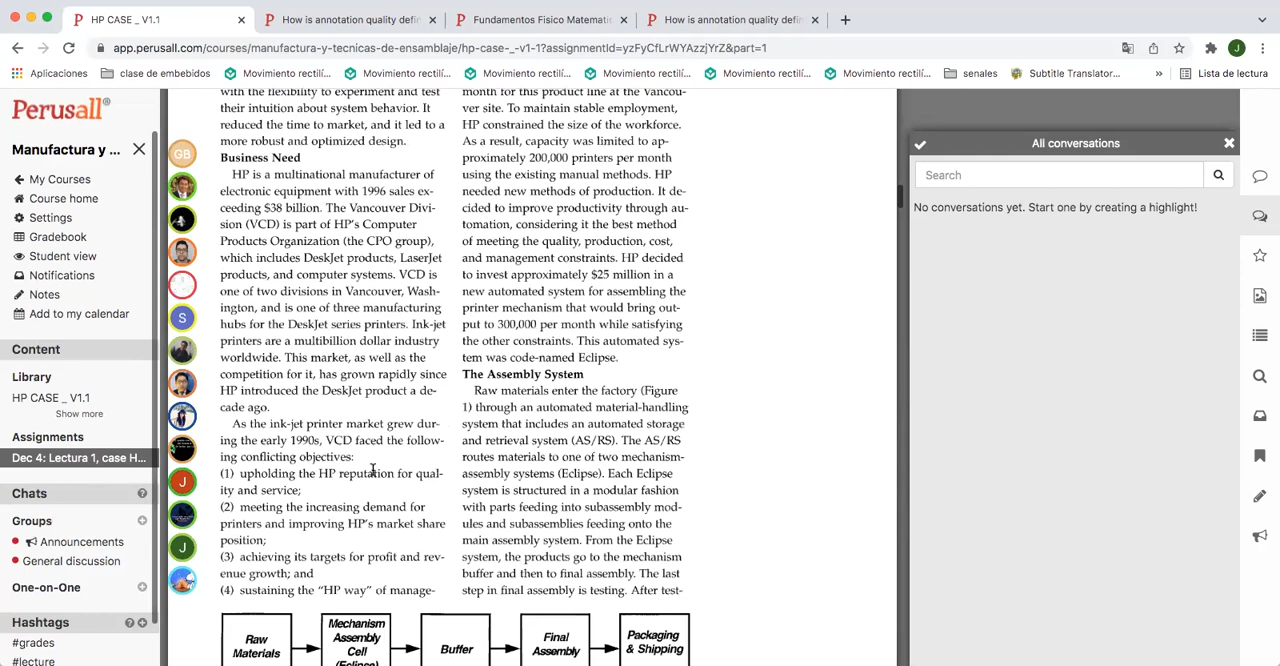 HP CASE _ V1.1
How is annotation quality defi
Fundamentos Fisico Matemati
How is annotation quality defi
app.perusall.com/courses/manufactura-y-tecnicas-de-ensamblaje/hp-case-_-v1-1?assignmentId=yzFyCfLrWYAzzjYrZ&part=1
J
Aplicaciones
clase de embebidos
Movimiento rectilí...
Movimiento rectilí...
Movimiento rectilí...
Movimiento rectilí...
Movimiento rectilí...
Movimiento rectilí...
senales
Subtitle Translator...
»
Lista de lectura
Perusall®
Manufactura y ...
My Courses
Course home
Settings
Gradebook
Student view
Notifications
Notes
Add to my calendar
Content
Library
HP CASE _ V1.1
Show more
Assignments
Dec 4: Lectura 1, case H...
Chats
Groups
Announcements
General discussion
One-on-One
Hashtags
#grades
#lecture
GB
S
J
J
with the flexibility to experiment and test
their intuition about system behavior. It
reduced the time to market, and it led to a
more robust and optimized design.
Business Need
HP is a multinational manufacturer of
electronic equipment with 1996 sales ex-
ceeding $38 billion. The Vancouver Divi-
sion (VCD) is part of HP's Computer
Products Organization (the CPO group),
which includes DeskJet products, LaserJet
products, and computer systems. VCD is
one of two divisions in Vancouver, Wash-
ington, and is one of three manufacturing
hubs for the DeskJet series printers. Ink-jet
printers are a multibillion dollar industry
worldwide. This market, as well as the
competition for it, has grown rapidly since
HP introduced the DeskJet product a de-
cade ago.
As the ink-jet printer market grew dur-
ing the early 1990s, VCD faced the follow-
ing conflicting objectives:
(1) upholding the HP reputation for qual-
ity and service;
(2) meeting the increasing demand for
printers and improving HP's market share
position;
(3) achieving its targets for profit and rev-
enue growth; and
(4) sustaining the "HP way" of manage-
month for this product line at the Vancou-
ver site. To maintain stable employment,
HP constrained the size of the workforce.
As a result, capacity was limited to ap-
proximately 200,000 printers per month
using the existing manual methods. HP
needed new methods of production. It de-
cided to improve productivity through au-
tomation, considering it the best method
of meeting the quality, production, cost,
and management constraints. HP decided
to invest approximately $25 million in a
new automated system for assembling the
printer mechanism that would bring out-
put to 300,000 per month while satisfying
the other constraints. This automated sys-
tem was code-named Eclipse.
The Assembly System
Raw materials enter the factory (Figure
1) through an automated material-handling
system that includes an automated storage
and retrieval system (AS/RS). The AS/RS
routes materials to one of two mechanism-
assembly systems (Eclipse). Each Eclipse
system is structured in a modular fashion
with parts feeding into subassembly mod-
ules and subassemblies feeding onto the
main assembly system. From the Eclipse
system, the products go to the mechanism
buffer and then to final assembly. The last
step in final assembly is testing. After test-
Raw
Materials
Mechanism
Assembly
Cell
(Eclipse)
Buffer
Final
Assembly
Packaging
& Shipping
All conversations
Search
No conversations yet. Start one by creating a highlight!